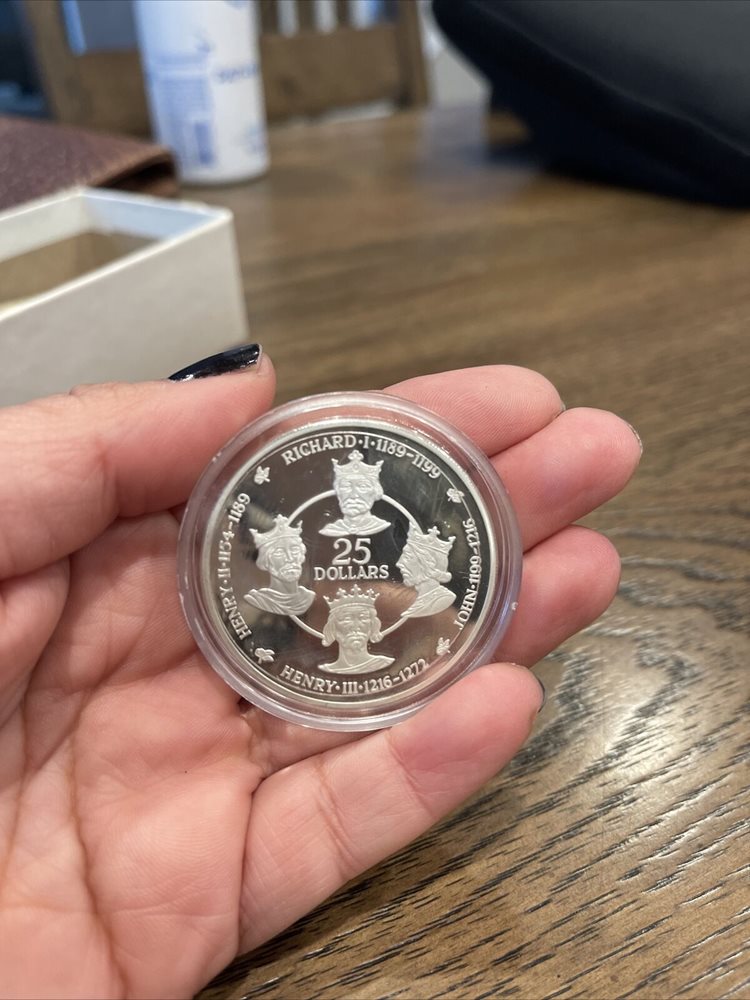 RICHARD·I·1189-1199
HENRY·II·1154-1189
25
DOLLARS
JOHN·1199-1216
HENRY·III·1216-1272